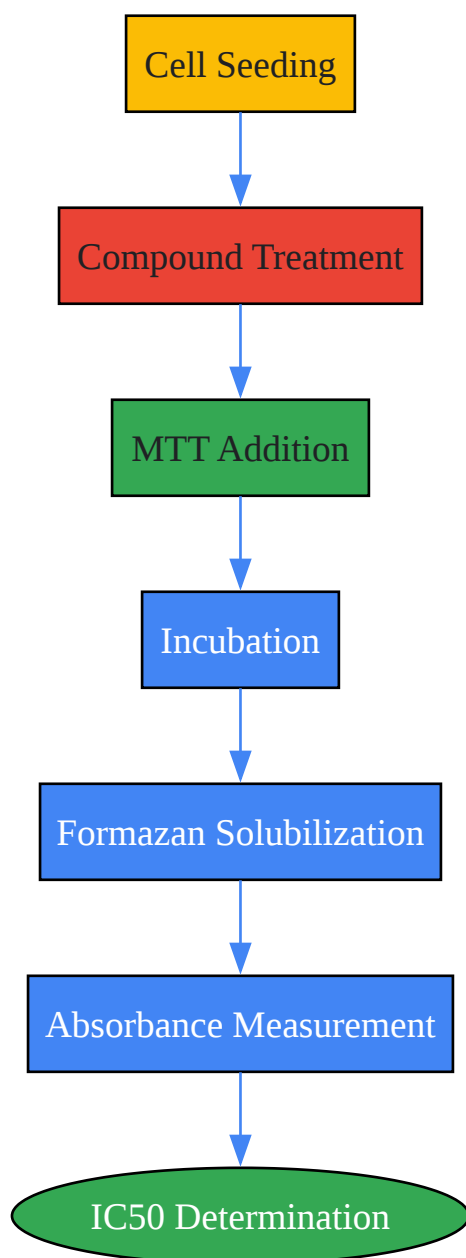 Cell Seeding
Compound Treatment
MTT Addition
Incubation
Formazan Solubilization
Absorbance Measurement
IC50 Determination